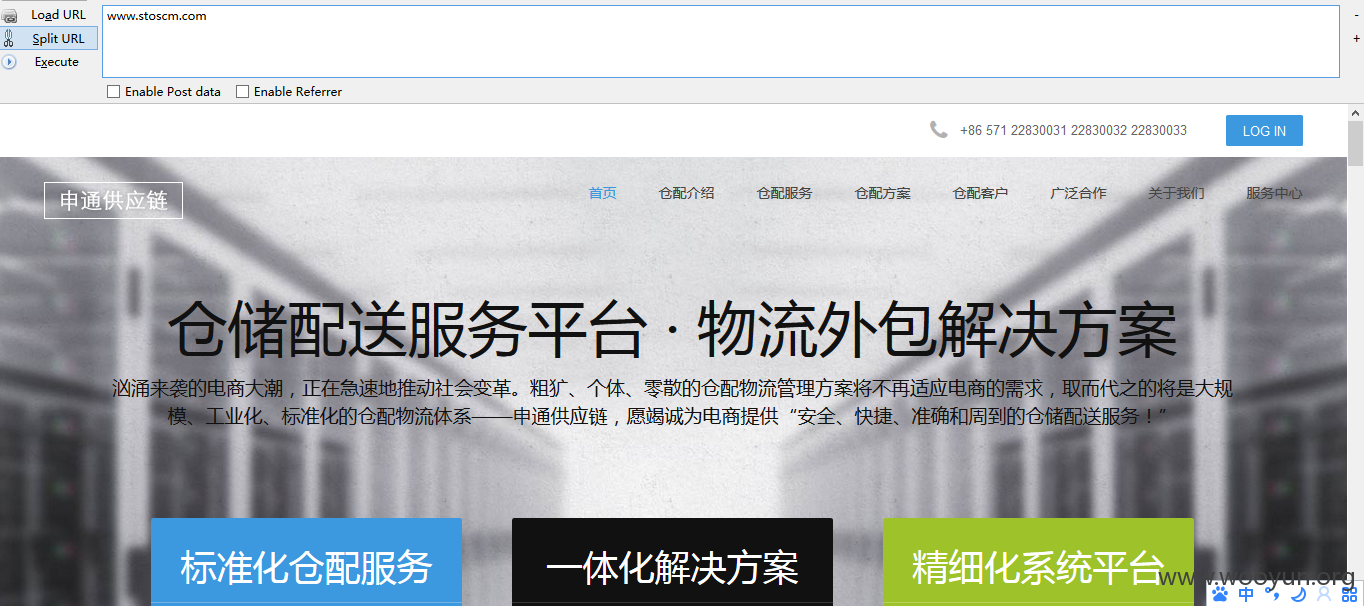 Load URL
www.stoscm.com
-
Split URL
+
Execute
Enable Post data Enable Referrer
+86 571 22830031 22830032 22830033
LOG IN
申通供应链
首页 仓配介绍 仓配服务 仓配方案 仓配客户 广泛合作 关于我们 服务中心
仓储配送服务平台 · 物流外包解决方案
汹涌来袭的电商大潮，正在急速地推动社会变革。粗犷、个体、零散的仓配物流管理方案将不再适应电商的需求，取而代之的将是大规
模、工业化、标准化的仓配物流体系——申通供应链，愿竭诚为电商提供“安全、快捷、准确和周到的仓储配送服务！”
标准化仓配服务
一体化解决方案
精细化系统平台
www.wooyun.org
中